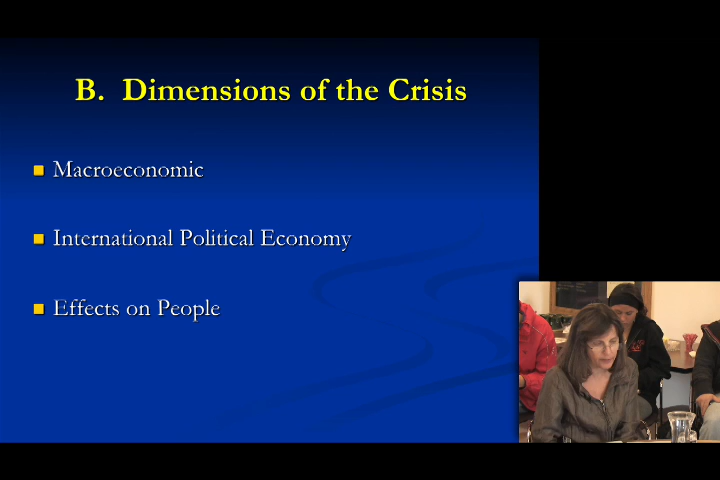 B. Dimensions of the Crisis
Macroeconomic
International Political Economy
Effects on People